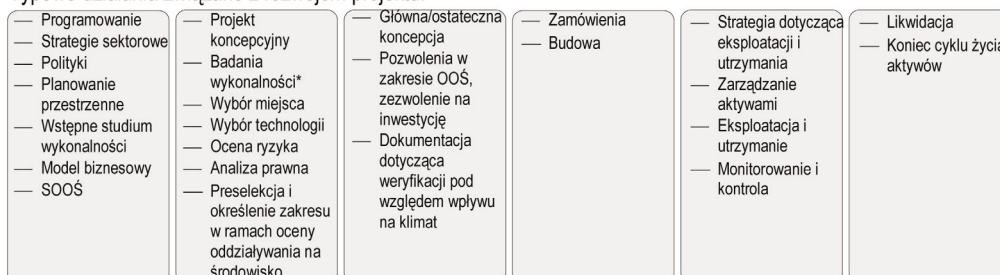 — Programowanie
— Strategie sektorowe
— Polityki
— Planowanie
przestrzenne
— Wstępne studium
wykonalności
— Model biznesowy
— SOOŚ
— Projekt
koncepcyjny
— Badania
wykonalności*
— Wybór miejsca
— Wybór technologii
— Ocena ryzyka
— Analiza prawna
— Preselekcja i
określenie zakresu
w ramach oceny
oddziaływania na
środowisko
— Główna/ostateczna
koncepcja
— Pozwolenia w
zakresie OOŚ,
zezwolenie na
inwestycję
— Dokumentacja
dotycząca
weryfikacji pod
względem wpływu
na klimat
— Zamówienia
— Budowa
— Strategia dotycząca
eksploatacji i
utrzymania
— Zarządzanie
aktywami
— Eksploatacja i
utrzymanie
— Monitorowanie i
kontrola
— Likwidacja
— Koniec cyklu życia
aktywów